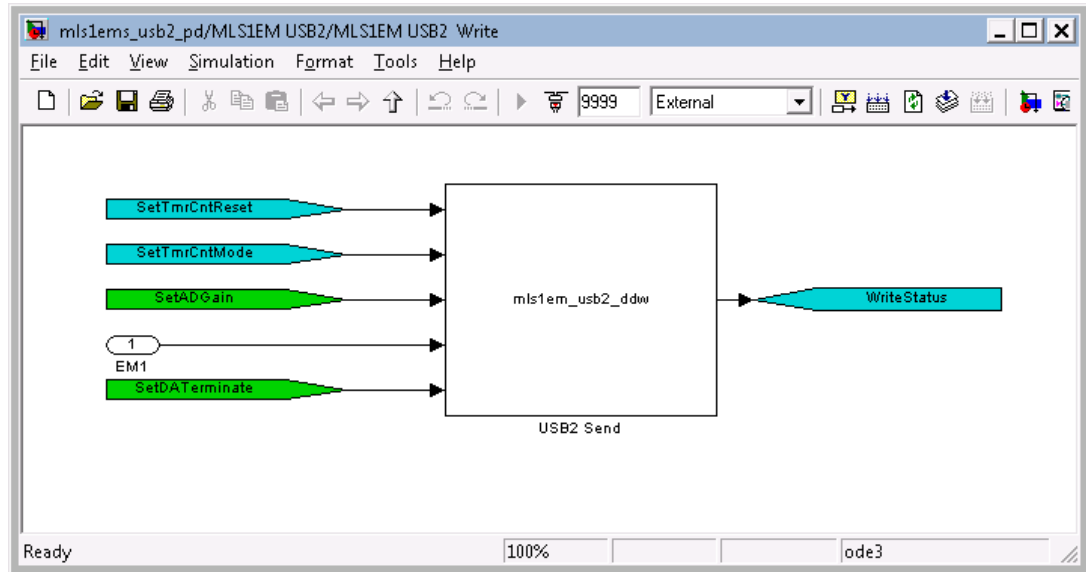 mls1ems_usb2_pd/MLS1EM USB2/MLS1EM USB2 Write
File Edit View Simulation Format Tools Help
9999 External
SetTmrCntReset
SetTmrCntMode
SetADGain
mls1em_usb2_ddw
WriteStatus
1
EM1
SetDATerminate
USB2 Send
Ready 100% ode3